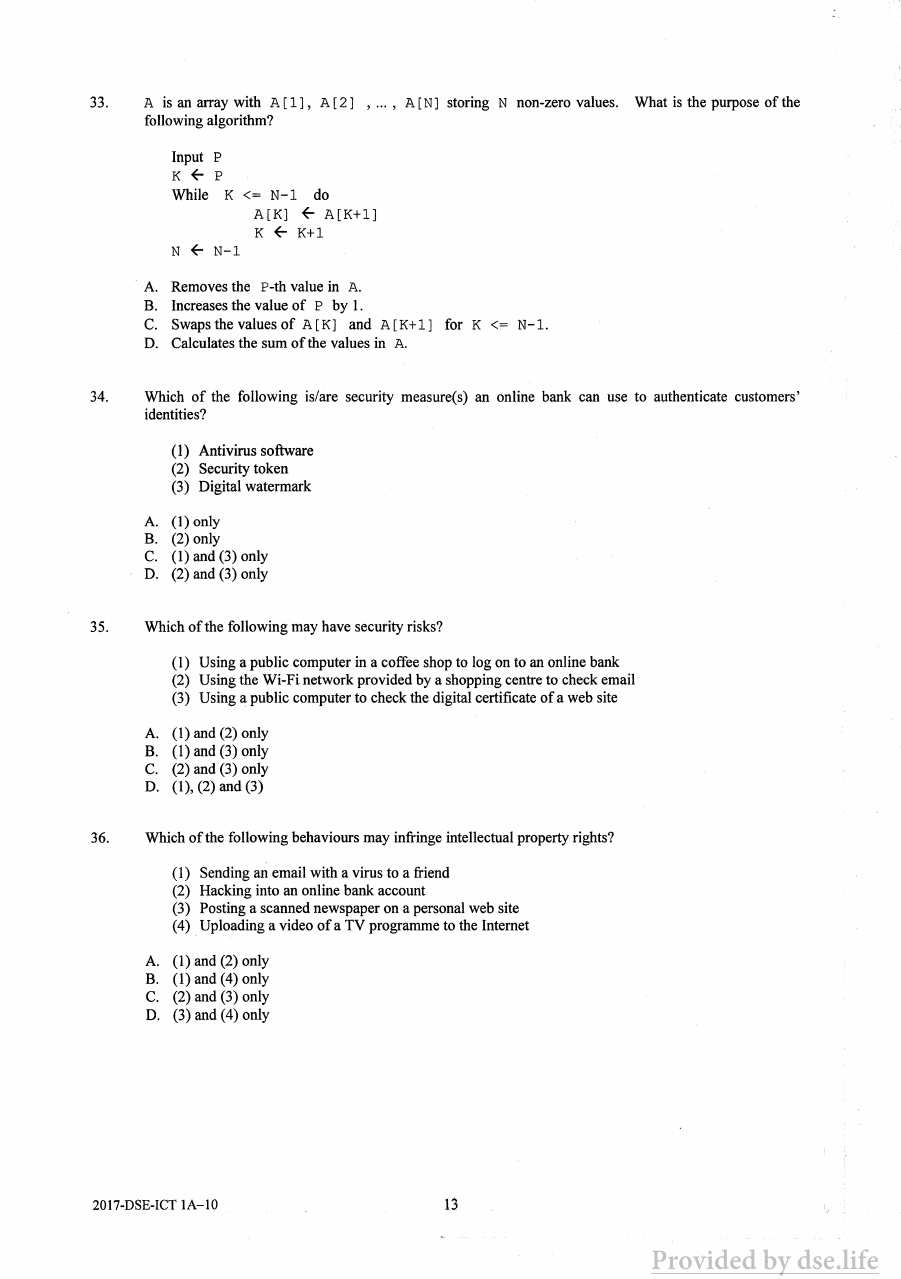 33. A is an array with A[1], A[2] , ... , A[N] storing N non-zero values. What is the purpose of the
following algorithm?
Input P
K ← P
While K <= N-1 do
A[K] ← A[K+1]
K ← K+1
N ← N-1
A. Removes the P-th value in A.
B. Increases the value of P by 1.
C. Swaps the values of A[K] and A[K+1] for K <= N-1.
D. Calculates the sum of the values in A.
34. Which of the following is/are security measure(s) an online bank can use to authenticate customers'
identities?
(1) Antivirus software
(2) Security token
(3) Digital watermark
A. (1) only
B. (2) only
C. (1) and (3) only
D. (2) and (3) only
35. Which of the following may have security risks?
(1) Using a public computer in a coffee shop to log on to an online bank
(2) Using the Wi-Fi network provided by a shopping centre to check email
(3) Using a public computer to check the digital certificate of a web site
A. (1) and (2) only
B. (1) and (3) only
C. (2) and (3) only
D. (1), (2) and (3)
36. Which of the following behaviours may infringe intellectual property rights?
(1) Sending an email with a virus to a friend
(2) Hacking into an online bank account
(3) Posting a scanned newspaper on a personal web site
(4) Uploading a video of a TV programme to the Internet
A. (1) and (2) only
B. (1) and (4) only
C. (2) and (3) only
D. (3) and (4) only
2017-DSE-ICT 1A–10 13
Provided by dse.life